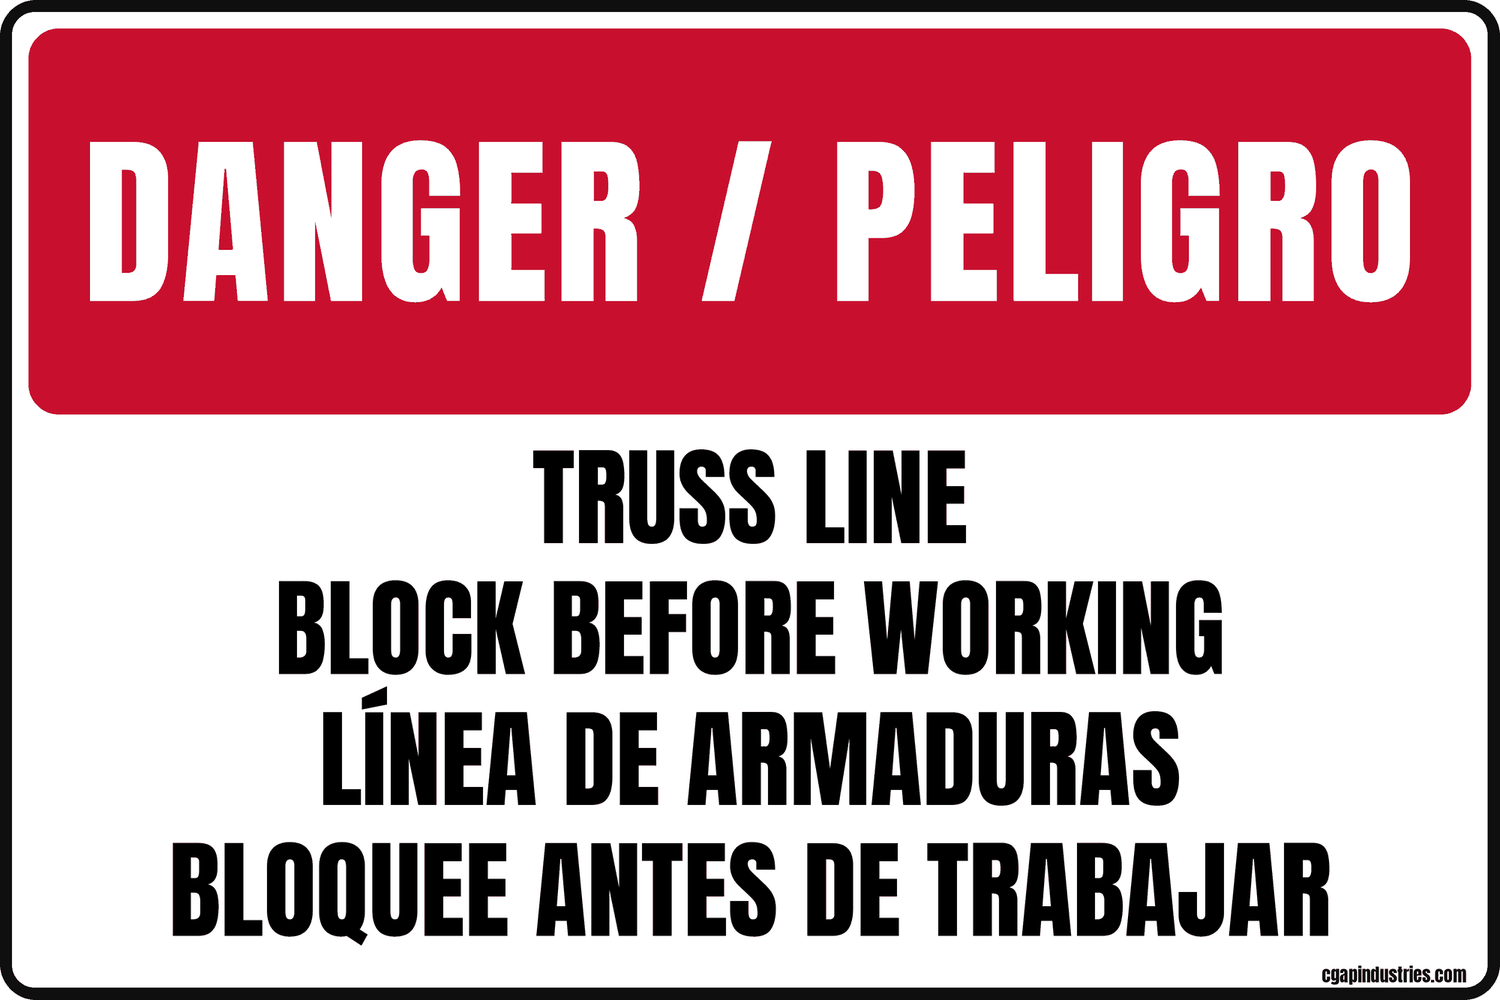 DANGER / PELIGRO
TRUSS LINE
BLOCK BEFORE WORKING
LÍNEA DE ARMADURAS
BLOQUEE ANTES DE TRABAJAR
cgapindustries.com